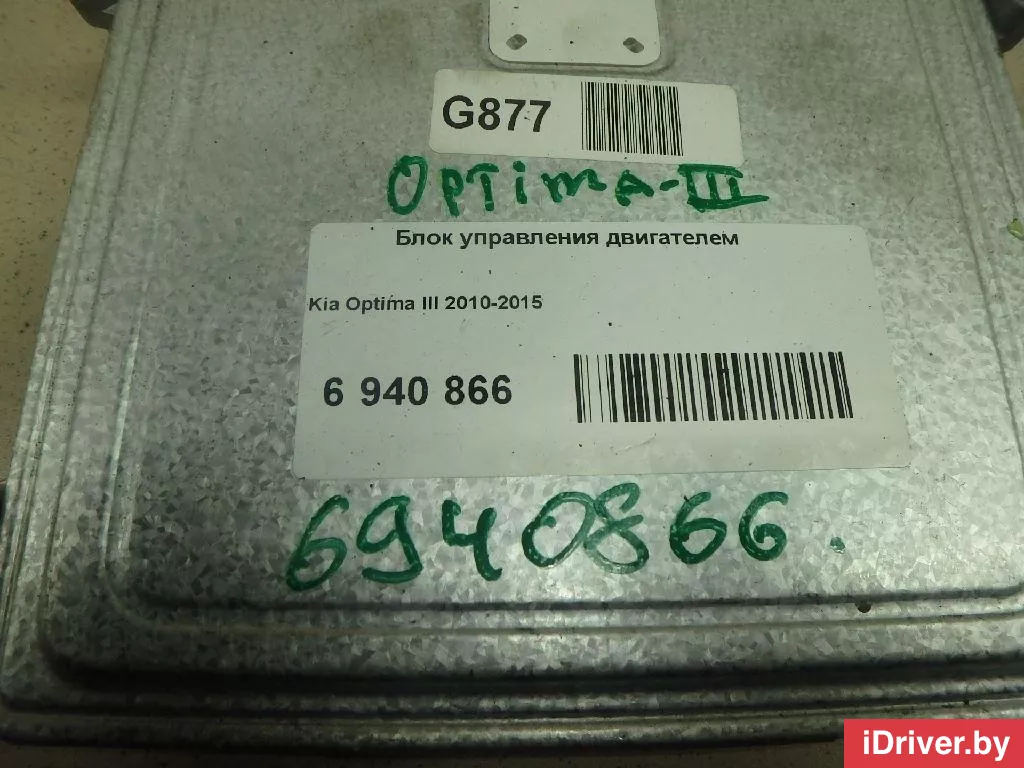 G877
OPTimA-III
Блок управления двигателем
Kia Optima III 2010-2015
6 940 866
6940866.
iDriver.by